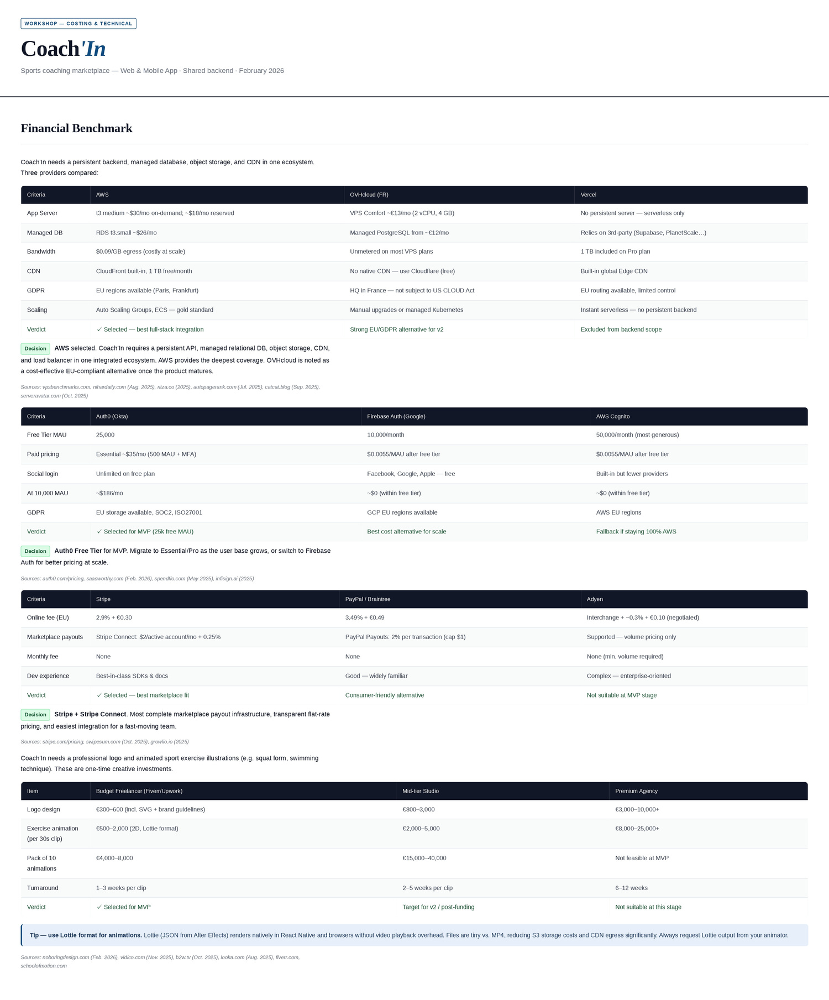 WORKSHOP — COSTING & TECHNICAL
Coach'In
Sports coaching marketplace — Web & Mobile App · Shared backend · February 2026
Financial Benchmark
Coach'In needs a persistent backend, managed database, object storage, and CDN in one ecosystem.
Three providers compared:
Criteria AWS OVHcloud (FR) Vercel
App Server t3.medium ~$30/mo on-demand; ~$18/mo reserved VPS Comfort ~€13/mo (2 vCPU, 4 GB) No persistent server — serverless only
Managed DB RDS t3.small ~$26/mo Managed PostgreSQL from ~€12/mo Relies on 3rd-party (Supabase, PlanetScale…)
Bandwidth $0.09/GB egress (costly at scale) Unmetered on most VPS plans 1 TB included on Pro plan
CDN CloudFront built-in, 1 TB free/month No native CDN — use Cloudflare (free) Built-in global Edge CDN
GDPR EU regions available (Paris, Frankfurt) HQ in France — not subject to US CLOUD Act EU routing available, limited control
Scaling Auto Scaling Groups, ECS — gold standard Manual upgrades or managed Kubernetes Instant serverless — no persistent backend
Verdict ✓ Selected — best full-stack integration Strong EU/GDPR alternative for v2 Excluded from backend scope
Decision AWS selected. Coach'In requires a persistent API, managed relational DB, object storage, CDN,
and load balancer in one integrated ecosystem. AWS provides the deepest coverage. OVHcloud is noted as
a cost-effective EU-compliant alternative once the product matures.
Sources: vpsbenchmarks.com, nihardaily.com (Aug. 2025), ritza.co (2025), autopagerank.com (Jul. 2025), catcat.blog (Sep. 2025),
serveravatar.com (Oct. 2025)
Criteria Auth0 (Okta) Firebase Auth (Google) AWS Cognito
Free Tier MAU 25,000 10,000/month 50,000/month (most generous)
Paid pricing Essential ~$35/mo (500 MAU + MFA) $0.0055/MAU after free tier $0.0055/MAU after free tier
Social login Unlimited on free plan Facebook, Google, Apple — free Built-in but fewer providers
At 10,000 MAU ~$186/mo ~$0 (within free tier) ~$0 (within free tier)
GDPR EU storage available, SOC2, ISO27001 GCP EU regions available AWS EU regions
Verdict ✓ Selected for MVP (25k free MAU) Best cost alternative for scale Fallback if staying 100% AWS
Decision Auth0 Free Tier for MVP. Migrate to Essential/Pro as the user base grows, or switch to Firebase
Auth for better pricing at scale.
Sources: auth0.com/pricing, saasworthy.com (Feb. 2026), spendflo.com (May 2025), infisign.ai (2025)
Criteria Stripe PayPal / Braintree Adyen
Online fee (EU) 2.9% + €0.30 3.49% + €0.49 Interchange + ~0.3% + €0.10 (negotiated)
Marketplace payouts Stripe Connect: $2/active account/mo + 0.25% PayPal Payouts: 2% per transaction (cap $1) Supported — volume pricing only
Monthly fee None None None (min. volume required)
Dev experience Best-in-class SDKs & docs Good — widely familiar Complex — enterprise-oriented
Verdict ✓ Selected — best marketplace fit Consumer-friendly alternative Not suitable at MVP stage
Decision Stripe + Stripe Connect. Most complete marketplace payout infrastructure, transparent flat-rate
pricing, and easiest integration for a fast-moving team.
Sources: stripe.com/pricing, swipesum.com (Oct. 2025), growlio.io (2025)
Coach'In needs a professional logo and animated sport exercise illustrations (e.g. squat form, swimming
technique). These are one-time creative investments.
Item Budget Freelancer (Fiverr/Upwork) Mid-tier Studio Premium Agency
Logo design €300–600 (incl. SVG + brand guidelines) €800–3,000 €3,000–10,000+
Exercise animation
(per 30s clip) €500–2,000 (2D, Lottie format) €2,000–5,000 €8,000–25,000+
Pack of 10
animations €4,000–8,000 €15,000–40,000 Not feasible at MVP
Turnaround 1–3 weeks per clip 2–5 weeks per clip 6–12 weeks
Verdict ✓ Selected for MVP Target for v2 / post-funding Not suitable at this stage
Tip — use Lottie format for animations. Lottie (JSON from After Effects) renders natively in React Native and browsers without video playback overhead. Files are tiny vs. MP4, reducing S3 storage costs and CDN egress significantly. Always request Lottie output from your animator.
Sources: noboringdesign.com (Feb. 2026), vidico.com (Nov. 2025), b2w.tv (Oct. 2025), looka.com (Aug. 2025), fiverr.com,
schoolofmotion.com